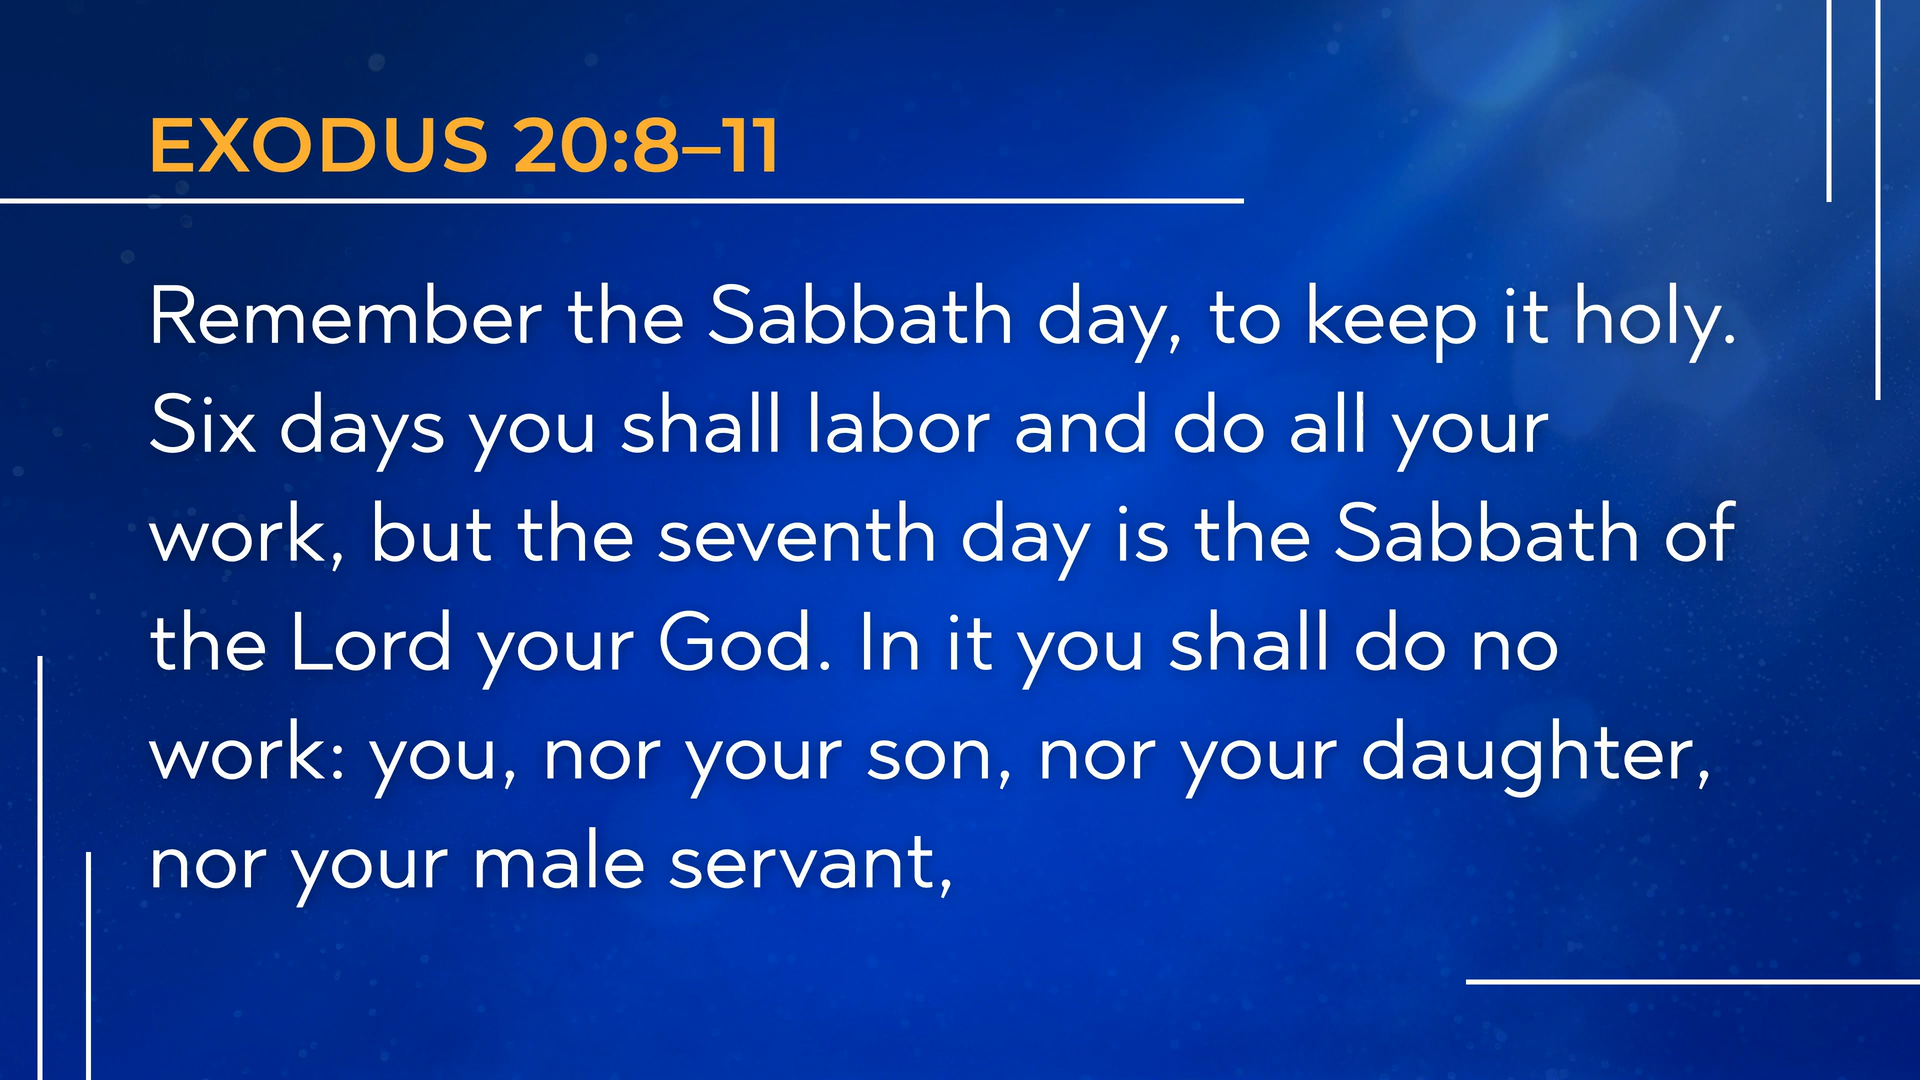 EXODUS 20:8–11
Remember the Sabbath day, to keep it holy.
Six days you shall labor and do all your
work, but the seventh day is the Sabbath of
the Lord your God. In it you shall do no
work: you, nor your son, nor your daughter,
nor your male servant,